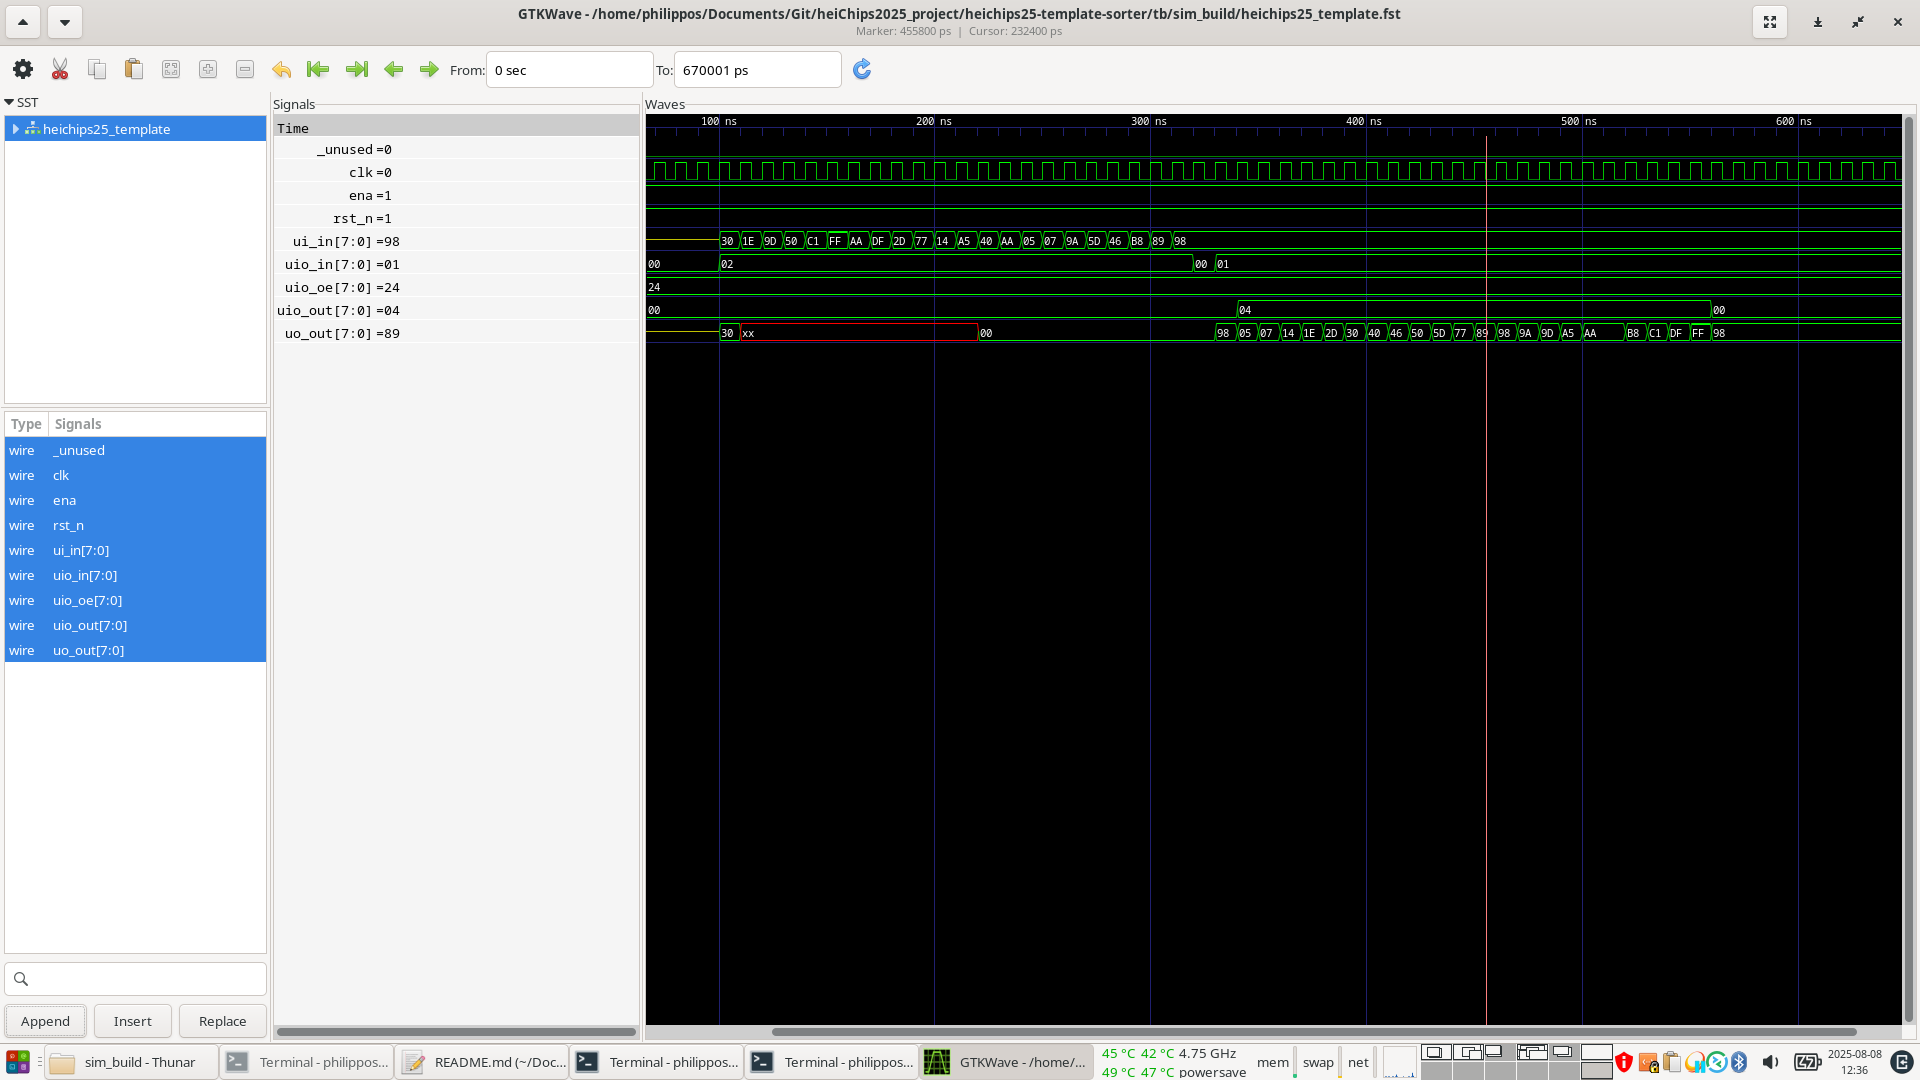 GTKWave - /home/philippos/Documents/Git/heiChips2025_project/heichips25-template-sorter/tb/sim_build/heichips25_template.fst
Marker: 455800 ps | Cursor: 232400 ps
From: 0 sec To: 670001 ps
SST
heichips25_template
Type Signals
wire _unused
wire clk
wire ena
wire rst_n
wire ui_in[7:0]
wire uio_in[7:0]
wire uio_oe[7:0]
wire uio_out[7:0]
wire uo_out[7:0]
Append Insert Replace
Signals
Time
_unused =0
clk =0
ena =1
rst_n =1
ui_in[7:0] =98
uio_in[7:0] =01
uio_oe[7:0] =24
uio_out[7:0] =04
uo_out[7:0] =89
Waves
100 ns 200 ns 300 ns 400 ns 500 ns 600 ns
30 1E 9D 50 C1 FF AA DF 2D 77 14 A5 40 AA 05 07 9A 5D 46 B8 89 98
00 02 00 01
24
00 04 00
30 xx 00 98 05 07 14 1E 2D 30 40 46 50 5D 77 89 98 9A 9D A5 AA B8 C1 DF FF 98
sim_build - Thunar
Terminal - philippos...
README.md (~/Doc...
Terminal - philippos...
Terminal - philippos...
GTKWave - /home/...
45 °C 42 °C 4.75 GHz
49 °C 47 °C powersave
mem swap net
2025-08-08
12:36